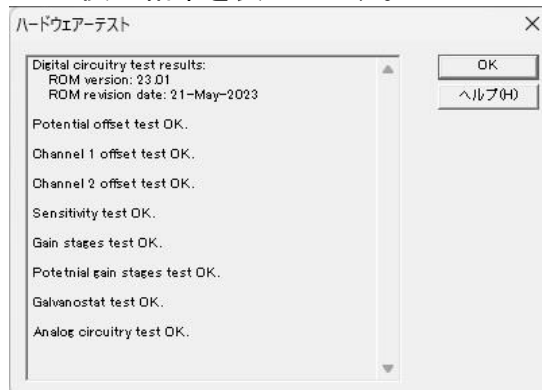 ハードウェアーテスト
Digital circuitry test results:
ROM version: 23.01
ROM revision date: 21-May-2023
Potential offset test OK.
Channel 1 offset test OK.
Channel 2 offset test OK.
Sensitivity test OK.
Gain stages test OK.
Potetnial gain stages test OK.
Galvanostat test OK.
Analog circuitry test OK.
OK
ヘルプ(H)